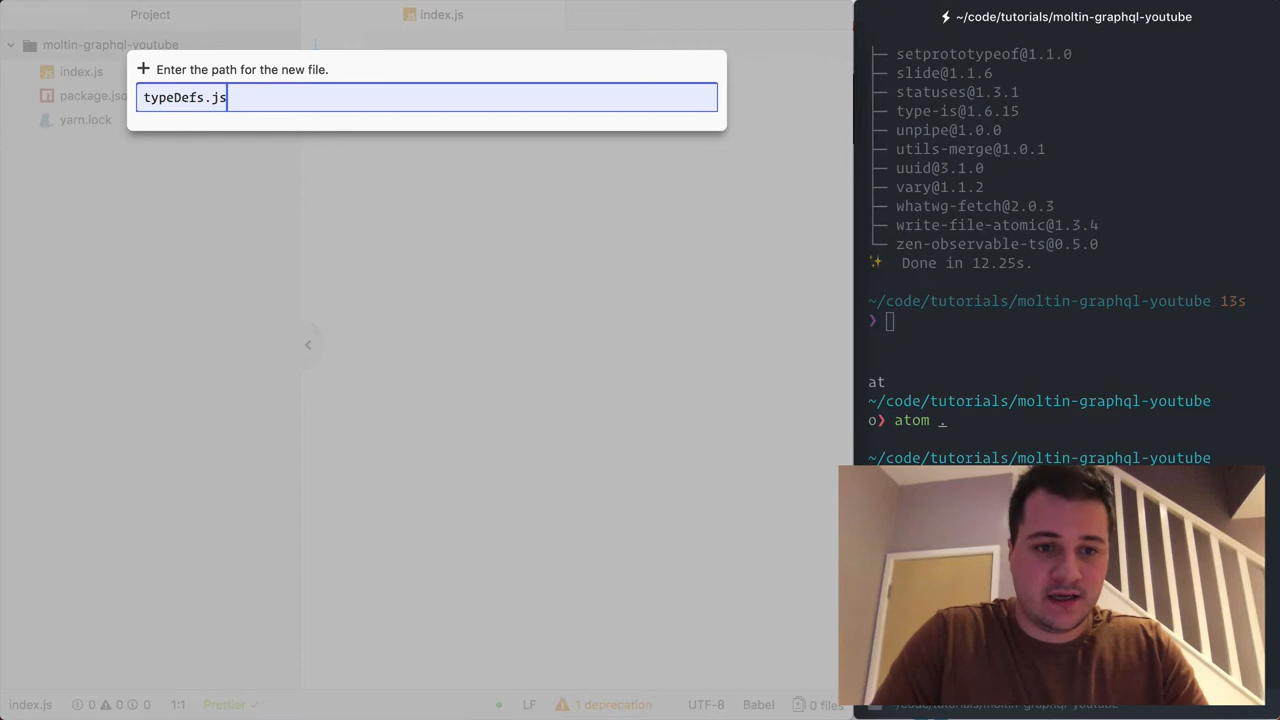 Project
index.js
moltin-graphql-youtube
index.js
package.jso
yarn.lock
Enter the path for the new file.
typeDefs.js
index.js
0
0
0
1:1
Prettier
LF
1 deprecation
UTF-8
Babel
0 files
~/code/tutorials/moltin-graphql-youtube
├─ setprototypeof@1.1.0
├─ slide@1.1.6
├─ statuses@1.3.1
├─ type-is@1.6.15
├─ unpipe@1.0.0
├─ utils-merge@1.0.1
├─ uuid@3.1.0
├─ vary@1.1.2
├─ whatwg-fetch@2.0.3
├─ write-file-atomic@1.3.4
└─ zen-observable-ts@0.5.0
✨ Done in 12.25s.
~/code/tutorials/moltin-graphql-youtube 13s
❯
at
~/code/tutorials/moltin-graphql-youtube
o❯ atom .
~/code/tutorials/moltin-graphql-youtube
~/code/tutorials/moltin-graphql-youtube